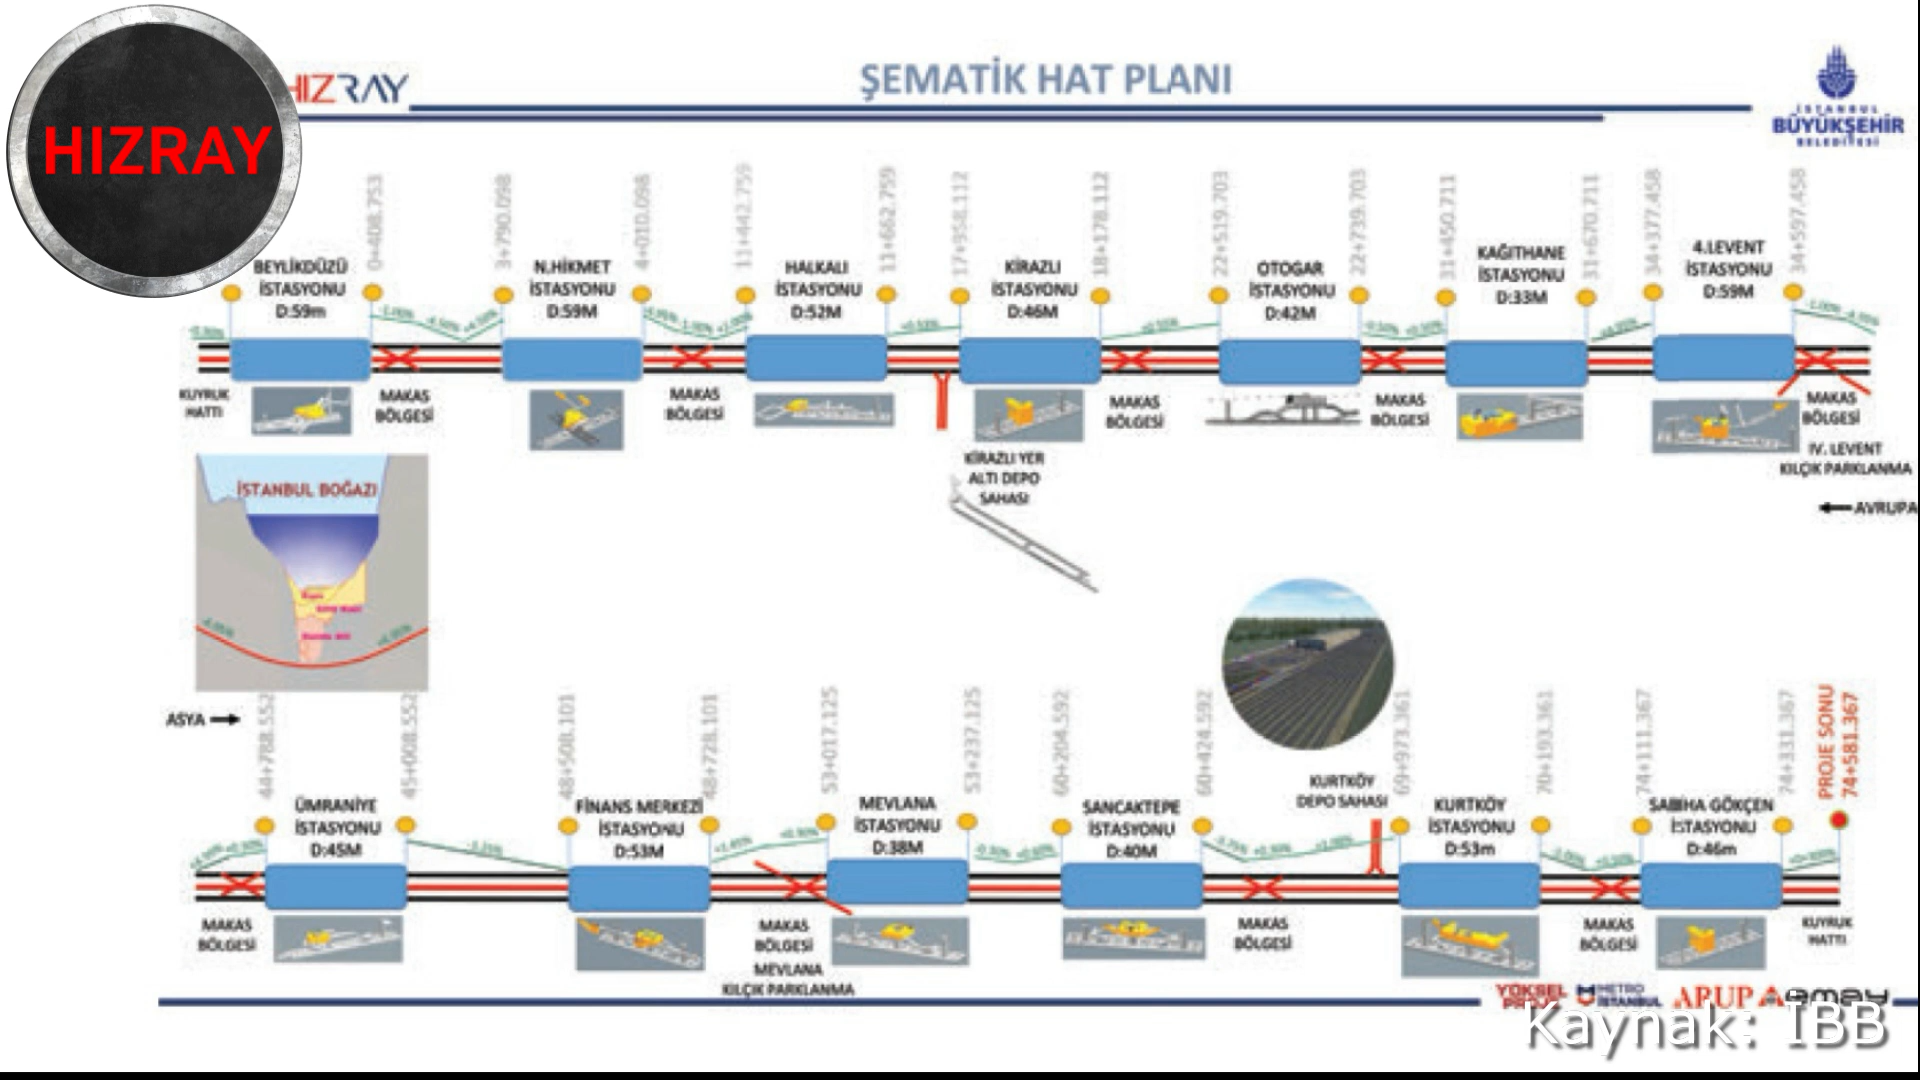 HIZRAY
HIZRAY
ŞEMATİK HAT PLANI
İSTANBUL
BÜYÜKŞEHİR
BELEDİYESİ
0+408.753
3+790.098
4+010.098
11+442.759
11+662.759
17+958.112
18+178.112
22+519.703
22+739.703
31+450.711
31+670.711
34+377.458
34+597.458
BEYLİKDÜZÜ
İSTASYONU
D:59m
N.HİKMET
İSTASYONU
D:59M
HALKALI
İSTASYONU
D:52M
KİRAZLI
İSTASYONU
D:46M
OTOGAR
İSTASYONU
D:42M
KAĞITHANE
İSTASYONU
D:33M
4.LEVENT
İSTASYONU
D:59M
KUYRUK
HATTI
MAKAS
BÖLGESİ
MAKAS
BÖLGESİ
MAKAS
BÖLGESİ
MAKAS
BÖLGESİ
MAKAS
BÖLGESİ
IV. LEVENT
KILÇIK PARKLANMA
KİRAZLI YER
ALTI DEPO
SAHASI
AVRUPA
İSTANBUL BOĞAZI
ASYA
44+788.552
45+008.552
48+508.101
48+728.101
53+017.125
53+237.125
60+204.592
60+424.592
69+973.361
70+193.361
74+111.367
74+331.367
PROJE SONU
74+581.367
ÜMRANİYE
İSTASYONU
D:45M
FİNANS MERKEZİ
İSTASYONU
D:53M
MEVLANA
İSTASYONU
D:38M
SANCAKTEPE
İSTASYONU
D:40M
KURTKÖY
DEPO SAHASI
KURTKÖY
İSTASYONU
D:53m
SABİHA GÖKÇEN
İSTASYONU
D:46m
MAKAS
BÖLGESİ
MAKAS
BÖLGESİ
MEVLANA
KILÇIK PARKLANMA
MAKAS
BÖLGESİ
MAKAS
BÖLGESİ
KUYRUK
HATTI
YÜKSEL
PROJE
METRO
İSTANBUL
ARUP
emay
Kaynak: İBB